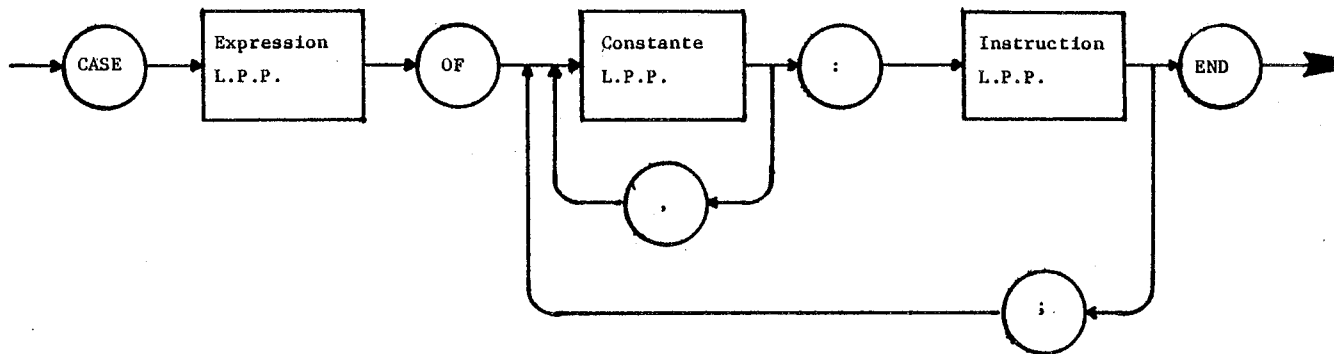 CASE
Expression
L.P.P.
OF
Constante
L.P.P.
:
Instruction
L.P.P.
END
,
;